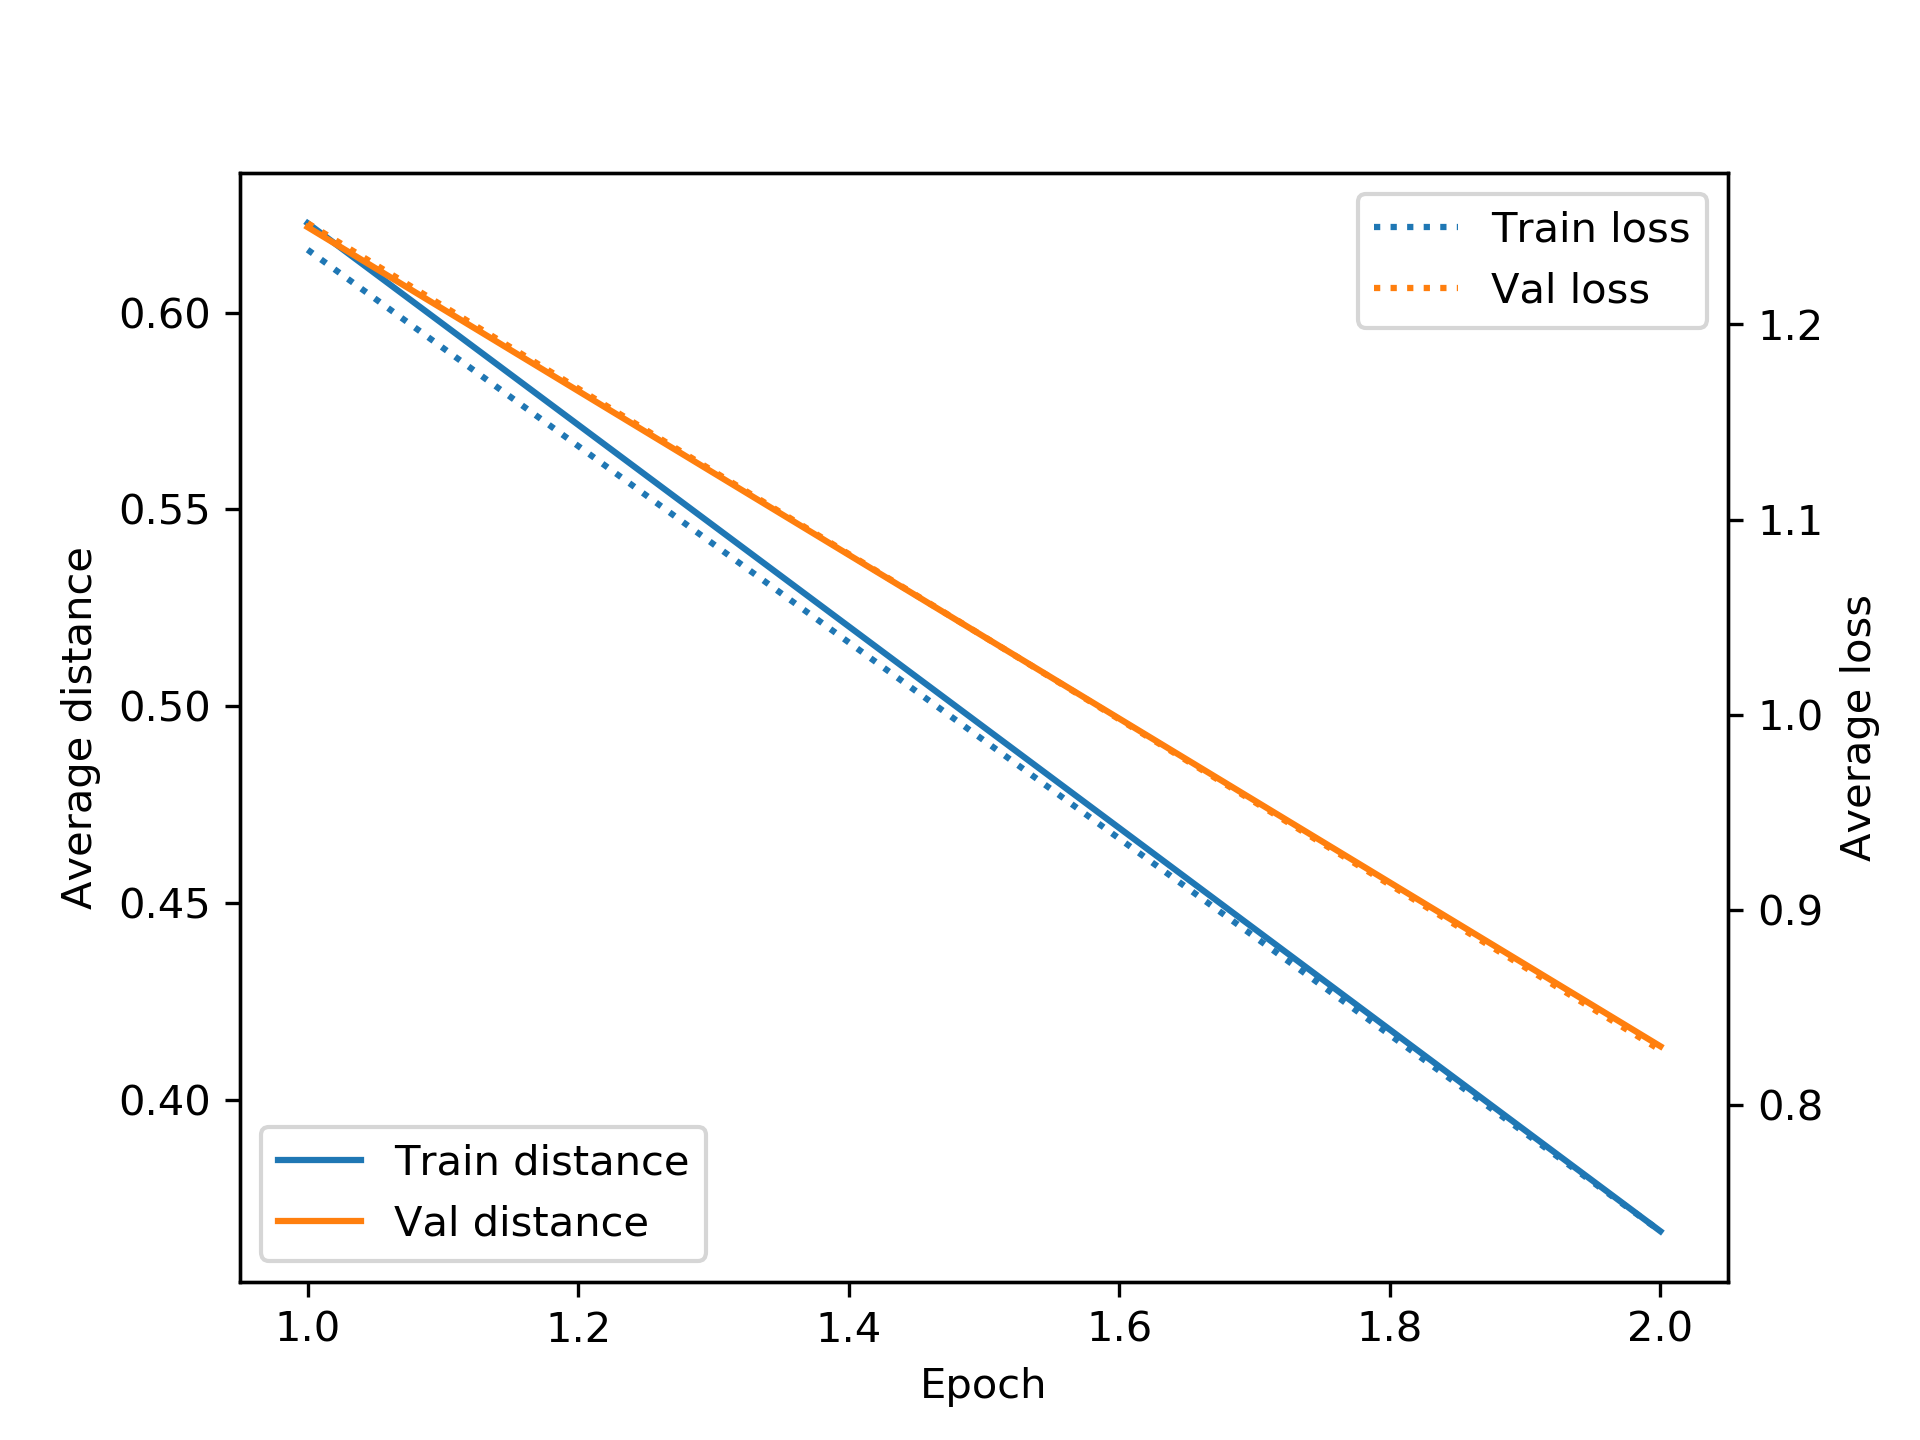 Train loss
Val loss
0.60
0.55
0.50
0.45
0.40
Average distance
1.2
1.1
1.0
0.9
0.8
Average loss
Train distance
Val distance
1.0 1.2 1.4 1.6 1.8 2.0
Epoch